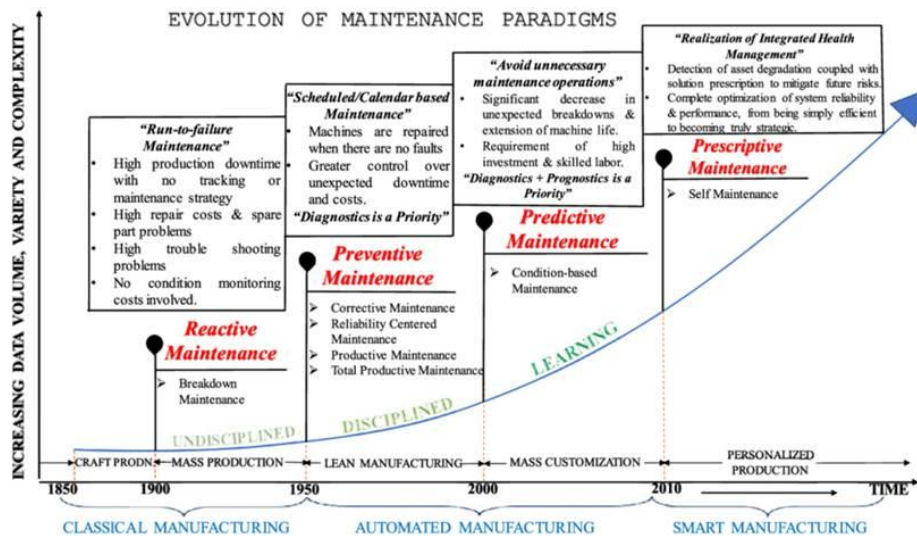 EVOLUTION OF MAINTENANCE PARADIGMS
INCREASING DATA VOLUME, VARIETY AND COMPLEXITY
“Run-to-failure
Maintenance”
• High production downtime
with no tracking or
maintenance strategy
• High repair costs & spare
part problems
• High trouble shooting
problems
• No condition monitoring
costs involved.
“Scheduled/Calendar based
Maintenance”
• Machines are repaired
when there are no faults
• Greater control over
unexpected downtime
and costs.
“Diagnostics is a Priority”
“Avoid unnecessary
maintenance operations”
• Significant decrease in
unexpected breakdowns &
extension of machine life.
• Requirement of high
investment & skilled labor.
“Diagnostics + Prognostics is a
Priority”
“Realization of Integrated Health
Management”
• Detection of asset degradation coupled with
solution prescription to mitigate future risks.
• Complete optimization of system reliability
& performance, from being simply efficient
to becoming truly strategic.
Reactive
Maintenance
➢ Breakdown
Maintenance
Preventive
Maintenance
➢ Corrective Maintenance
➢ Reliability Centered
Maintenance
➢ Productive Maintenance
➢ Total Productive Maintenance
Predictive
Maintenance
➢ Condition-based
Maintenance
Prescriptive
Maintenance
➢ Self Maintenance
UNDISCIPLINED
DISCIPLINED
LEARNING
CRAFT PRODN.
MASS PRODUCTION
LEAN MANUFACTURING
MASS CUSTOMIZATION
PERSONALIZED
PRODUCTION
1850
1900
1950
2000
2010
TIME
CLASSICAL MANUFACTURING
AUTOMATED MANUFACTURING
SMART MANUFACTURING